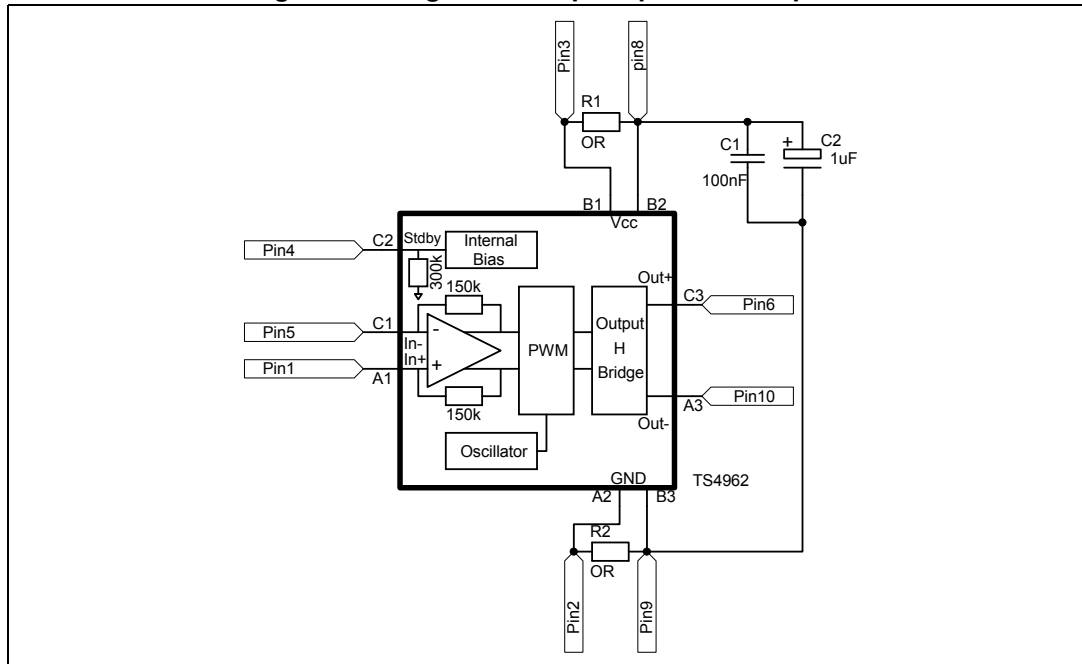 Pin3
pin8
R1
OR
C1
100nF
+
C2
1uF
B1
B2
Vcc
Pin4
C2
Stdby
300k
Internal
Bias
150k
Out+
C3
Pin6
Pin5
C1
In-
-
PWM
Output
H
Bridge
Pin1
A1
In+
+
150k
A3
Pin10
Out-
Oscillator
GND
TS4962
A2
B3
R2
OR
Pin2
Pin9